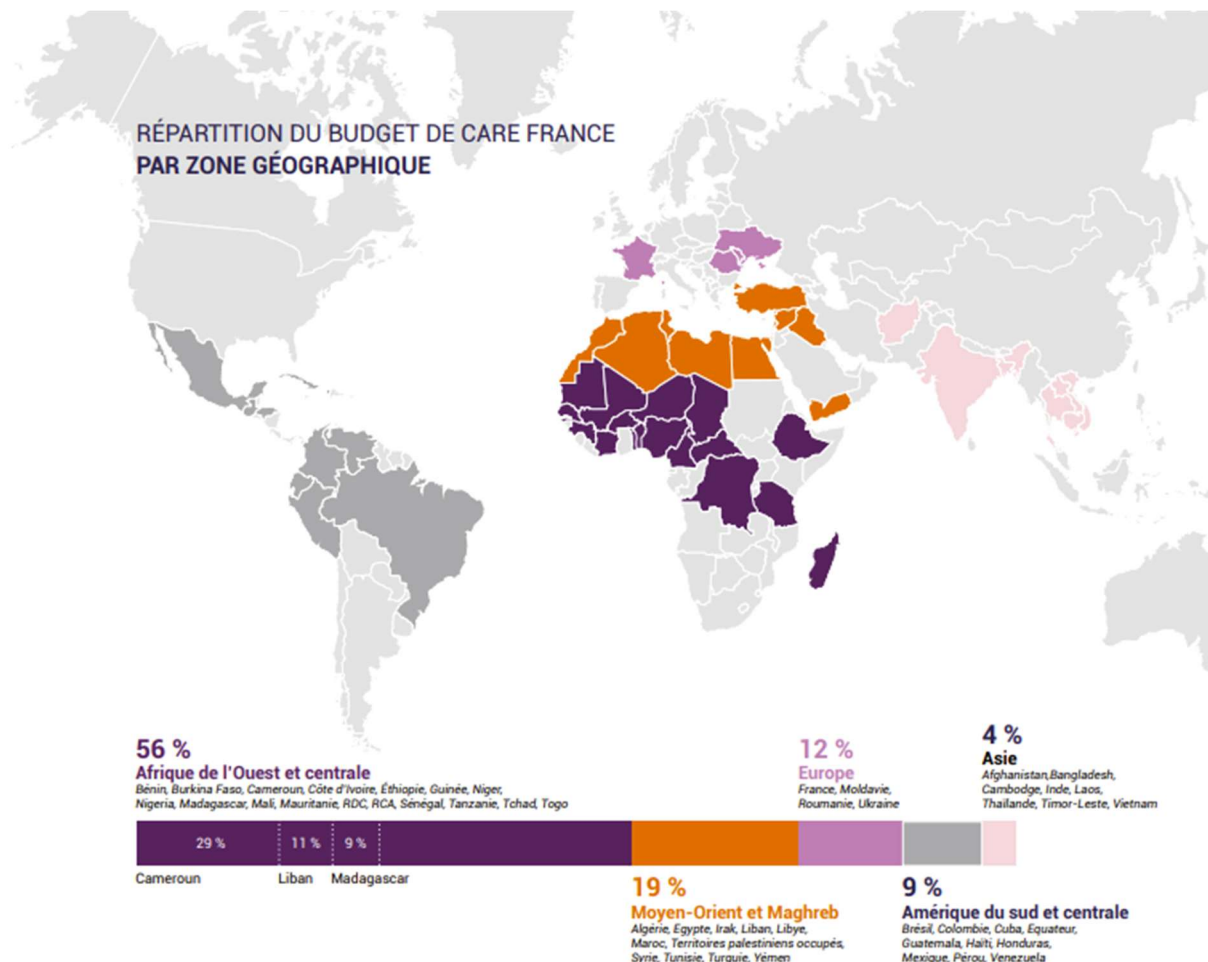 RÉPARTITION DU BUDGET DE CARE FRANCE
PAR ZONE GÉOGRAPHIQUE
56 %
Afrique de l'Ouest et centrale
Bénin, Burkina Faso, Cameroun, Côte d'Ivoire, Éthiopie, Guinée, Niger,
Nigeria, Madagascar, Mali, Mauritanie, RDC, RCA, Sénégal, Tanzanie, Tchad, Togo
12 %
Europe
France, Moldavie,
Roumanie, Ukraine
4 %
Asie
Afghanistan,Bangladesh,
Cambodge, Inde, Laos,
Thaïlande, Timor-Leste, Vietnam
29 %
11 %
9 %
Cameroun
Liban
Madagascar
19 %
Moyen-Orient et Maghreb
Algérie, Egypte, Irak, Liban, Libye,
Maroc, Territoires palestiniens occupés,
Syrie, Tunisie, Turquie, Yémen
9 %
Amérique du sud et centrale
Brésil, Colombie, Cuba, Equateur,
Guatemala, Haïti, Honduras,
Mexique, Pérou, Venezuela